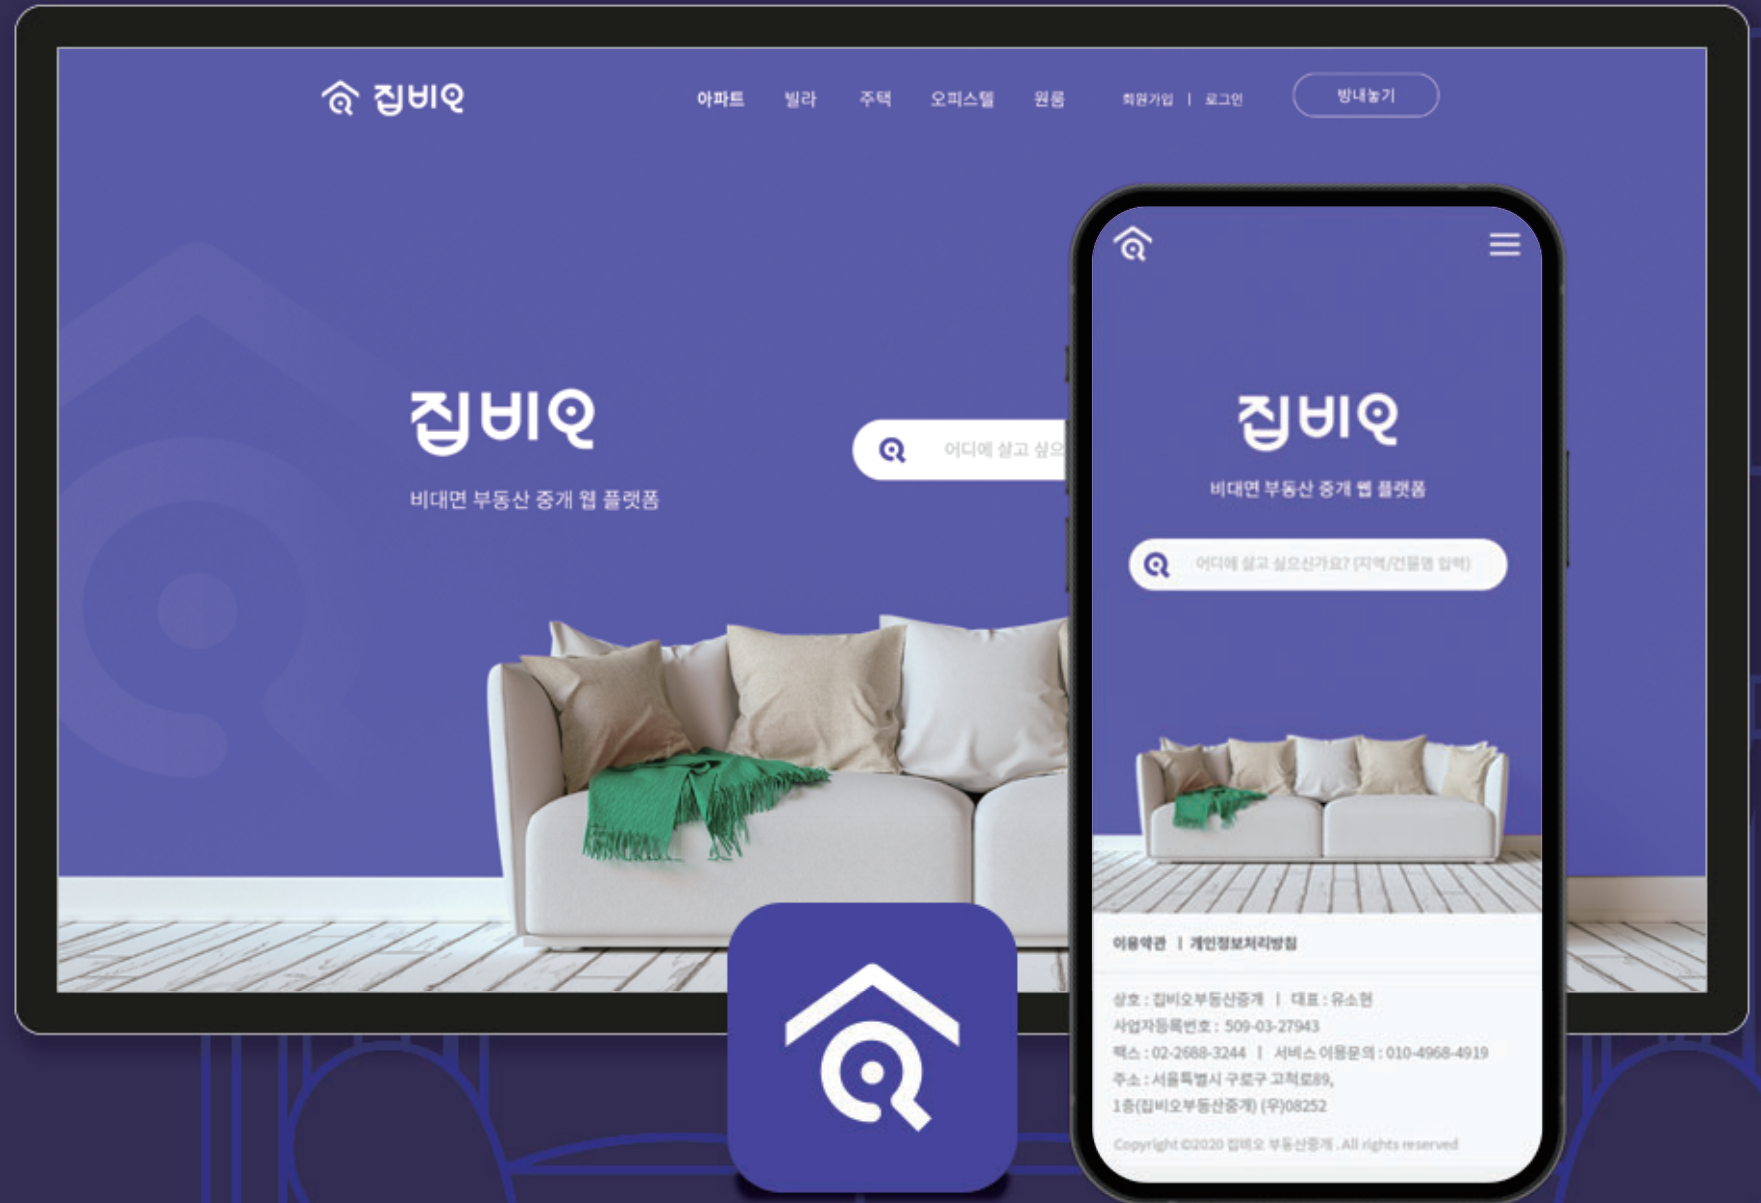 집비오
아파트 빌라 주택 오피스텔 원룸 회원가입 | 로그인 방내놓기
집비오
비대면 부동산 중개 웹 플랫폼
어디에 살고 싶으
집비오
비대면 부동산 중개 웹 플랫폼
어디에 살고 싶으신가요? (지역/건물명 입력)
이용약관 | 개인정보처리방침
상호 : 집비오부동산중개 | 대표 : 유소현
사업자등록번호 : 509-03-27943
팩스 : 02-2688-3244 | 서비스 이용문의 : 010-4968-4919
주소 : 서울특별시 구로구 고척로89,
1층(집비오부동산중개) (우)08252
Copyright ©2020 집비오 부동산중개 . All rights reserved